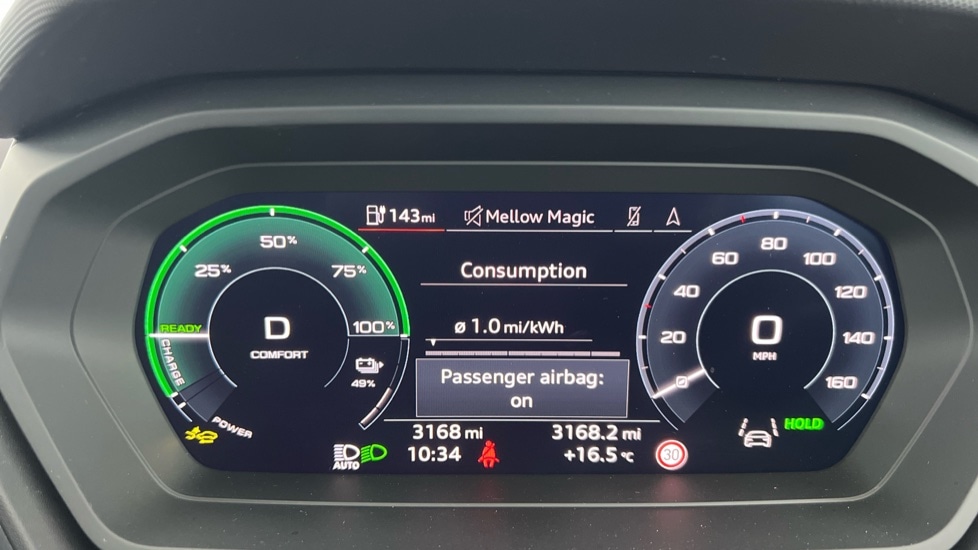 143mi Mellow Magic
Consumption
ø 1.0 mi/kWh
Passenger airbag:
on
3168 mi 3168.2 mi
10:34 +16.5 °C 30
25% 50% 75% 100%
READY
CHARGE
POWER
D
COMFORT
49%
AUTO
0 20 40 60 80 100 120 140 160
0
MPH
HOLD